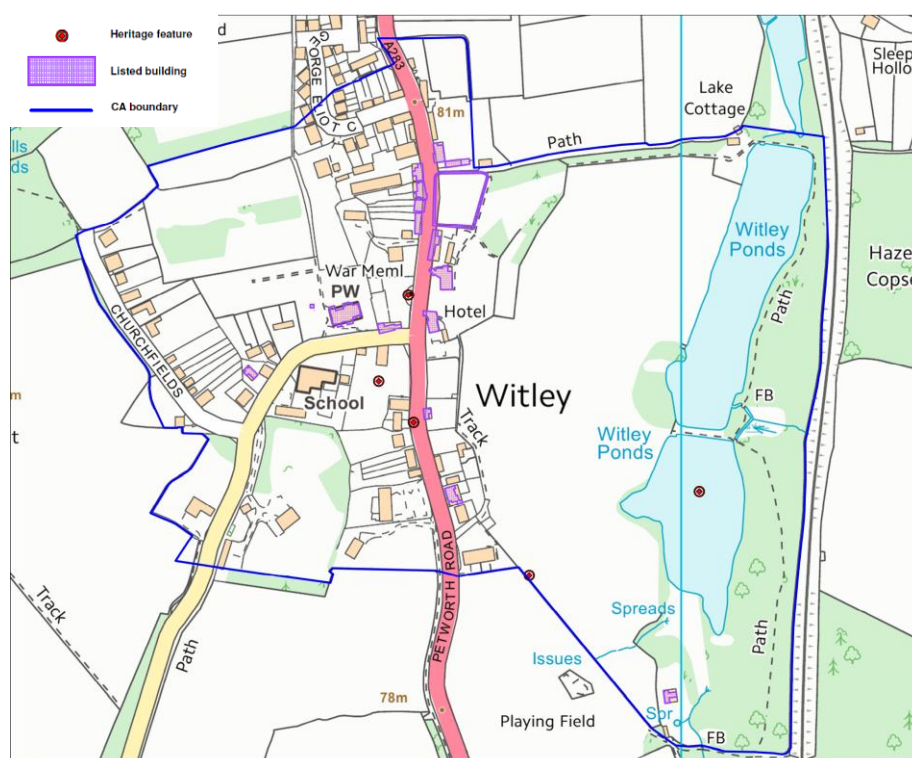 Heritage feature
Listed building
CA boundary
d
GEORGE ELIOT C
A283
81m
Lake
Cottage
Sleep
Hollo
Path
lls
ds
Witley
Ponds
Path
Haze
Copse
War Meml
PW
Hotel
CHURCHFIELDS
School
Witley
FB
m
t
Track
Witley
Ponds
PETWORTH ROAD
Track
Path
Spreads
Path
Issues
78m
Playing Field
Spr
FB